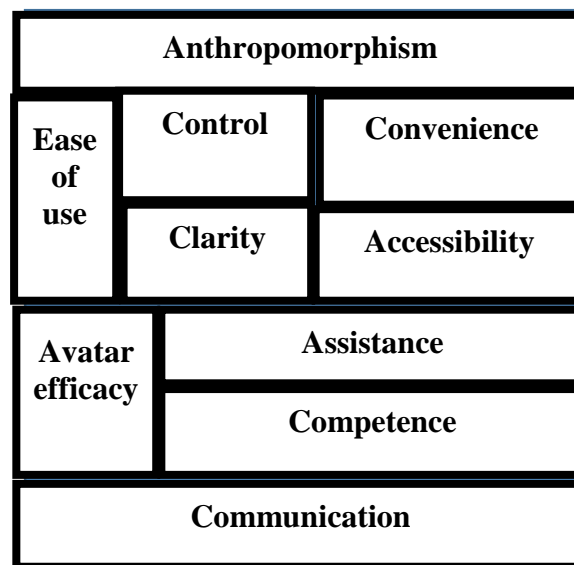 Anthropomorphism
Ease
of
use
Control
Convenience
Clarity
Accessibility
Avatar
efficacy
Assistance
Competence
Communication